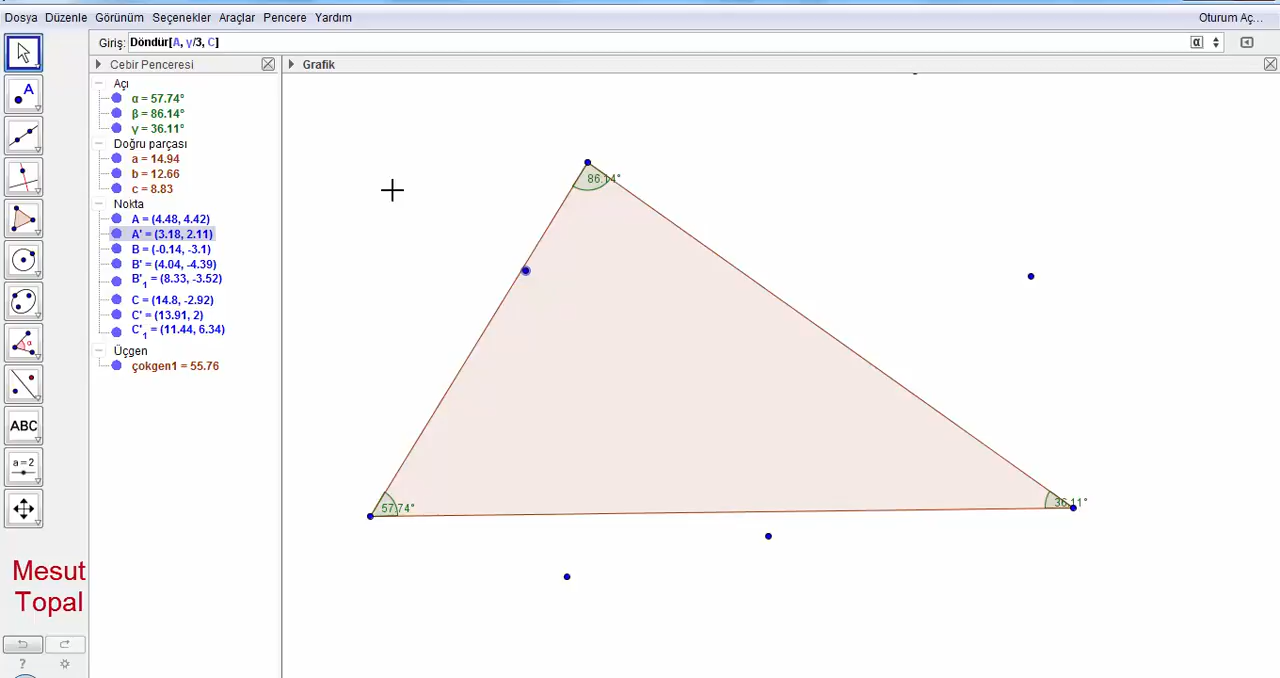 Dosya Düzenle Görünüm Seçenekler Araçlar Pencere Yardım Oturum Aç...
Giriş: Döndür[A, γ/3, C] α
Cebir Penceresi Grafik
Açı
α = 57.74°
β = 86.14°
γ = 36.11°
Doğru parçası
a = 14.94
b = 12.66
c = 8.83
Nokta
A = (4.48, 4.42)
A' = (3.18, 2.11)
B = (-0.14, -3.1)
B' = (4.04, -4.39)
B'₁ = (8.33, -3.52)
C = (14.8, -2.92)
C' = (13.91, 2)
C'₁ = (11.44, 6.34)
Üçgen
çokgen1 = 55.76
86.14°
57.74°
36.11°
A
α
ABC
a = 2
Mesut
Topal
?